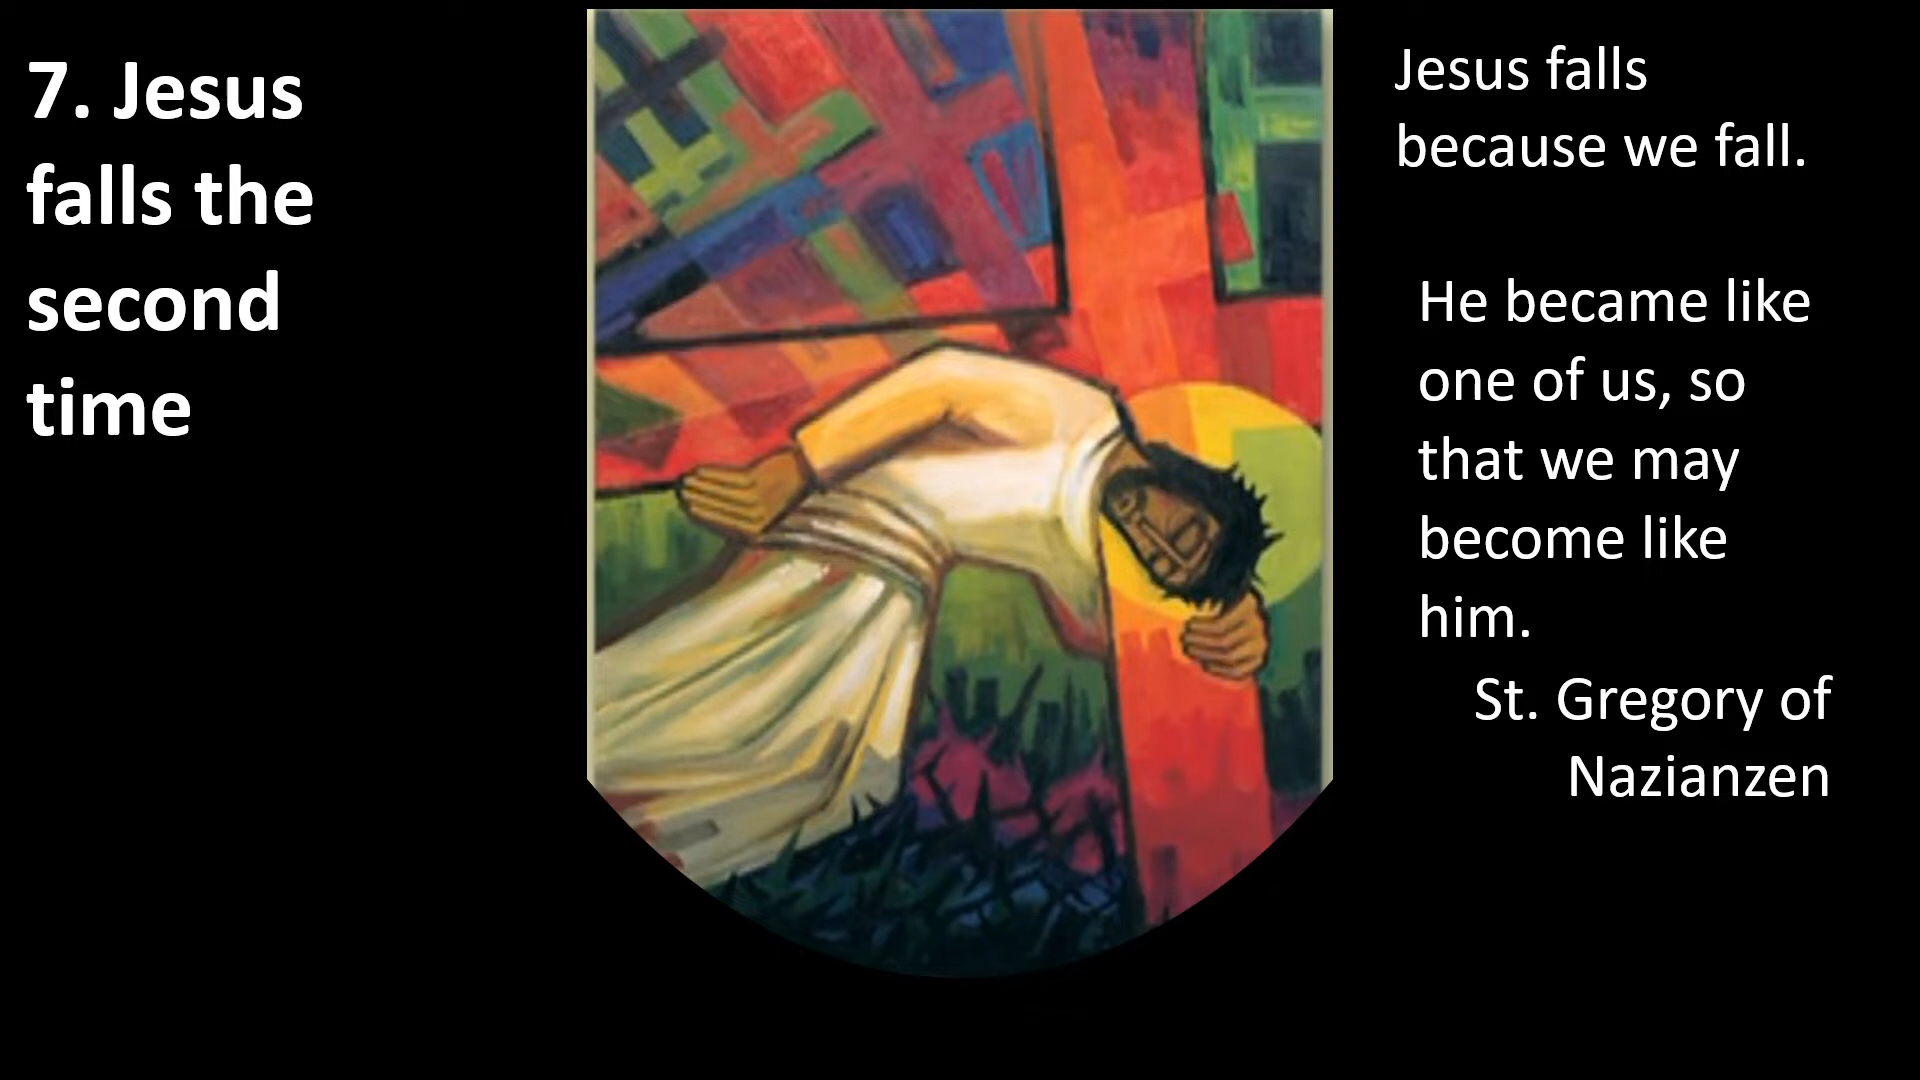 7. Jesus
falls the
second
time
Jesus falls
because we fall.
He became like
one of us, so
that we may
become like
him.
St. Gregory of
Nazianzen